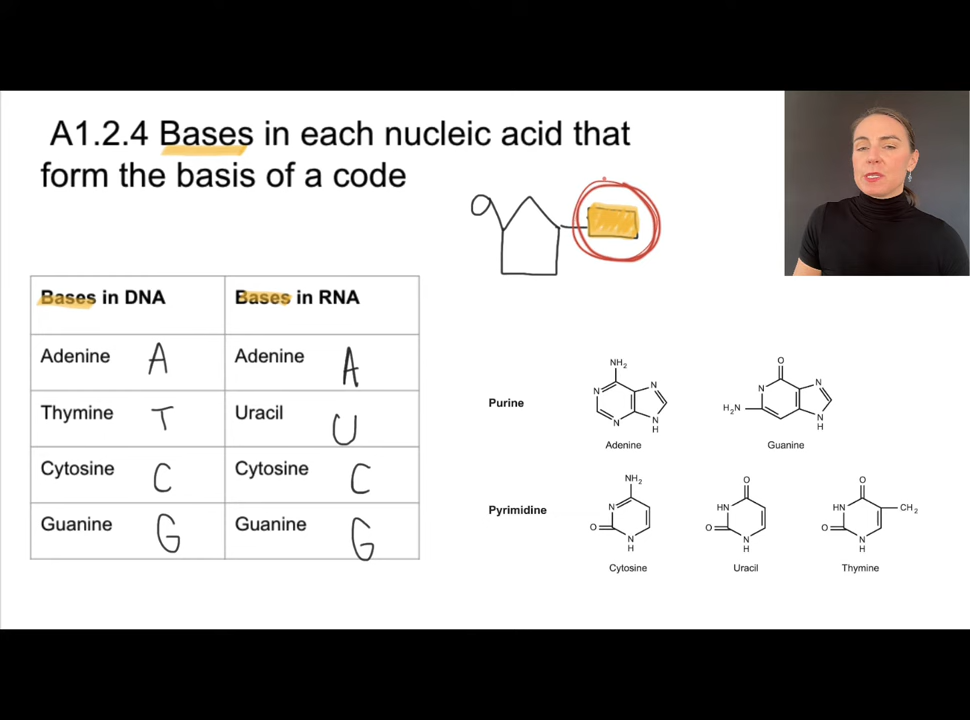 A1.2.4 Bases in each nucleic acid that
form the basis of a code
Bases in DNA
Bases in RNA
Adenine A
Adenine A
Thymine T
Uracil U
Cytosine C
Cytosine C
Guanine G
Guanine G
Purine
NH₂
N
N
N
N
H
Adenine
O
N
N
H₂N
N
H
Guanine
Pyrimidine
NH₂
N
O
N
H
Cytosine
O
HN
O
N
H
Uracil
O
HN
CH₂
O
N
H
Thymine